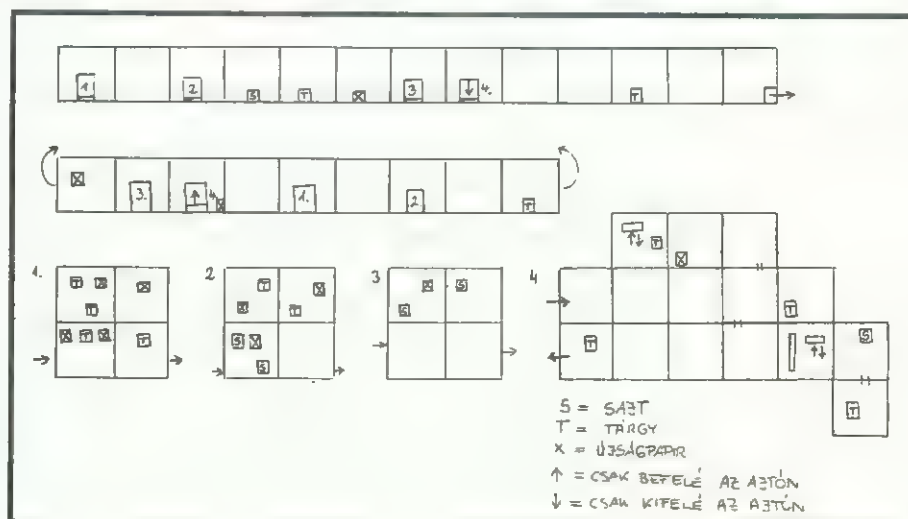 1 2 S T X 3 4. T
X 3. 4 X 1. 2. T
T
X
1. 2 3 4
T X X
T
T X
X T
X S
S
T
X T X T
S X
S
T
S
T
S = SAJT
T = TÁRGY
X = ÚJSÁGPAPIR
↑ = CSAK BEFELÉ AZ AJTÓN
↓ = CSAK KIFELÉ AZ AJTÓN